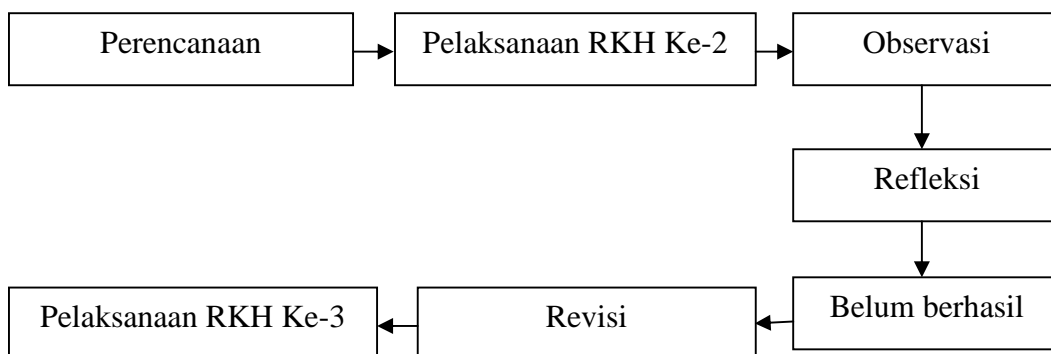 Perencanaan
Pelaksanaan RKH Ke-2
Observasi
Refleksi
Belum berhasil
Revisi
Pelaksanaan RKH Ke-3